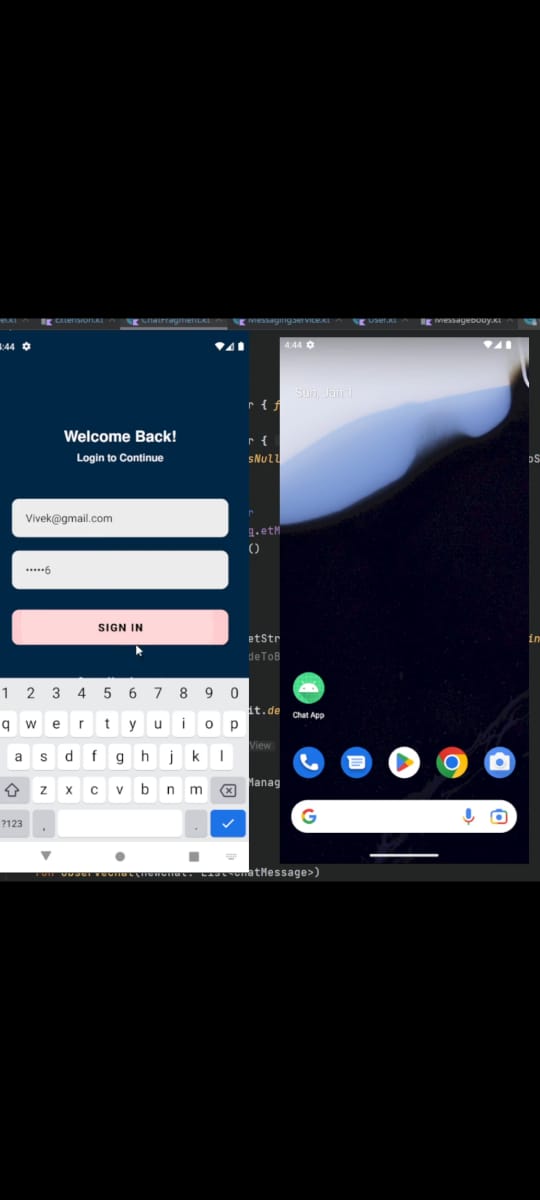 Extension.kt
ChatFragment.kt
MessagingService.kt
User.kt
MessageBody.kt
:44
Welcome Back!
Login to Continue
Vivek@gmail.com
•••••6
SIGN IN
1 2 3 4 5 6 7 8 9 0
q w e r t y u i o p
a s d f g h j k l
z x c v b n m
?123 , .
r { f
r {
sNull
.etM
()
etStr
deToB
it.de
View
Manag
4:44
Sun, Jan 1
Chat App
oS
in
fun observeChat(newChat: List<ChatMessage>)